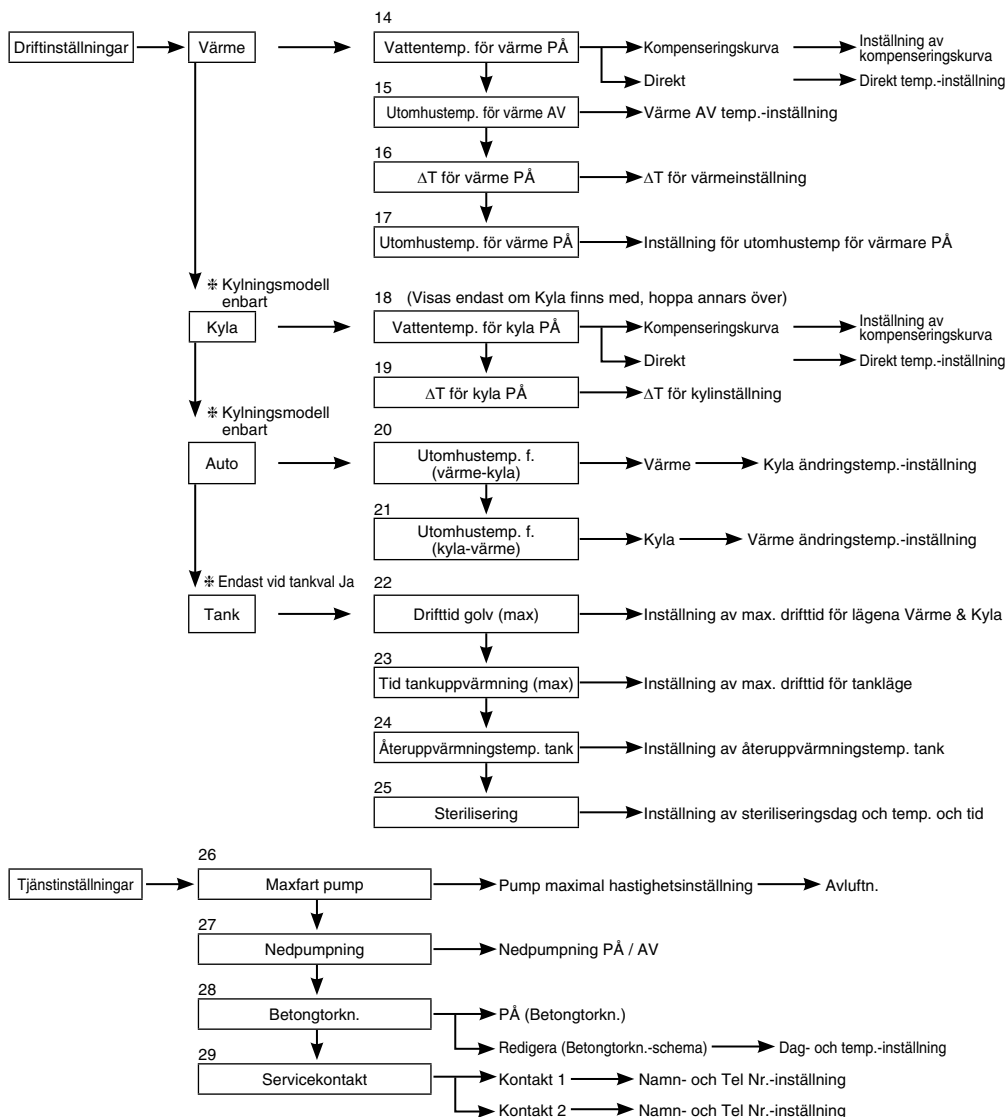 14
Driftinställningar
Värme
Vattentemp. för värme PÅ
Kompenseringskurva
Inställning av
kompenseringskurva
Direkt
Direkt temp.-inställning
15
Utomhustemp. för värme AV
Värme AV temp.-inställning
16
ΔT för värme PÅ
ΔT för värmeinställning
17
Utomhustemp. för värme PÅ
Inställning för utomhustemp för värmare PÅ
❉ Kylningsmodell
enbart
18 (Visas endast om Kyla finns med, hoppa annars över)
Kyla
Vattentemp. för kyla PÅ
Kompenseringskurva
Inställning av
kompenseringskurva
Direkt
Direkt temp.-inställning
19
ΔT för kyla PÅ
ΔT för kylinställning
❉ Kylningsmodell
enbart
20
Auto
Utomhustemp. f.
(värme-kyla)
Värme
Kyla ändringstemp.-inställning
21
Utomhustemp. f.
(kyla-värme)
Kyla
Värme ändringstemp.-inställning
❉ Endast vid tankval Ja
22
Tank
Drifttid golv (max)
Inställning av max. drifttid för lägena Värme & Kyla
23
Tid tankuppvärmning (max)
Inställning av max. drifttid för tankläge
24
Återuppvärmningstemp. tank
Inställning av återuppvärmningstemp. tank
25
Sterilisering
Inställning av steriliseringsdag och temp. och tid
26
Tjänstinställningar
Maxfart pump
Pump maximal hastighetsinställning
Avluftn.
27
Nedpumpning
Nedpumpning PÅ / AV
28
Betongtorkn.
PÅ (Betongtorkn.)
Redigera (Betongtorkn.-schema)
Dag- och temp.-inställning
29
Servicekontakt
Kontakt 1
Namn- och Tel Nr.-inställning
Kontakt 2
Namn- och Tel Nr.-inställning